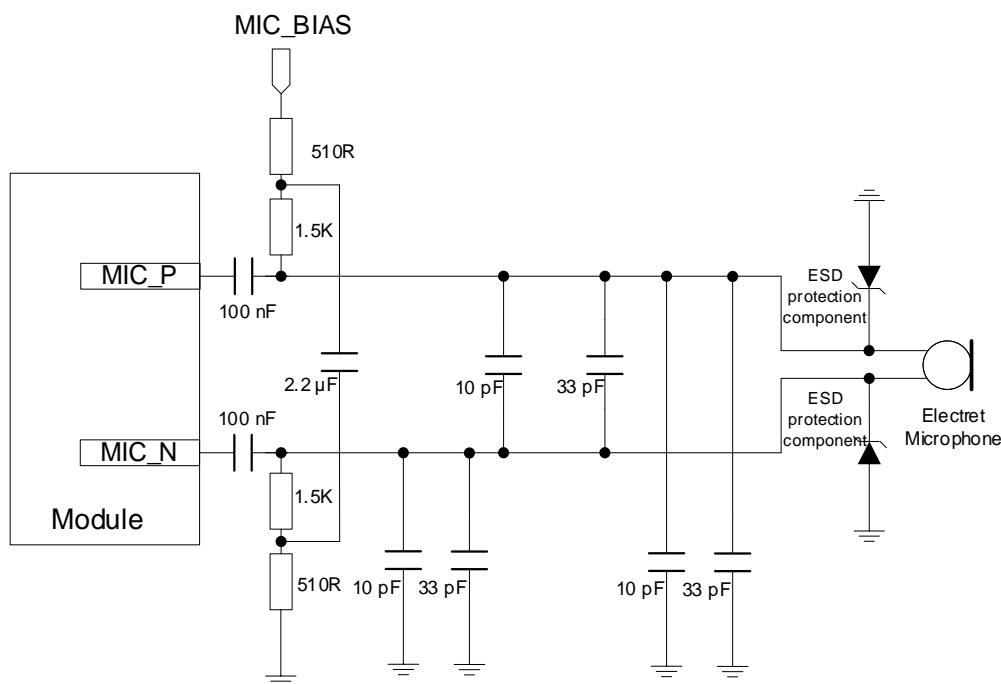 MIC_BIAS
510R
1.5K
MIC_P
100 nF
ESD
protection
component
10 pF
33 pF
2.2 µF
100 nF
ESD
protection
component
Electret
Microphone
MIC_N
1.5K
Module
510R
10 pF
33 pF
10 pF
33 pF